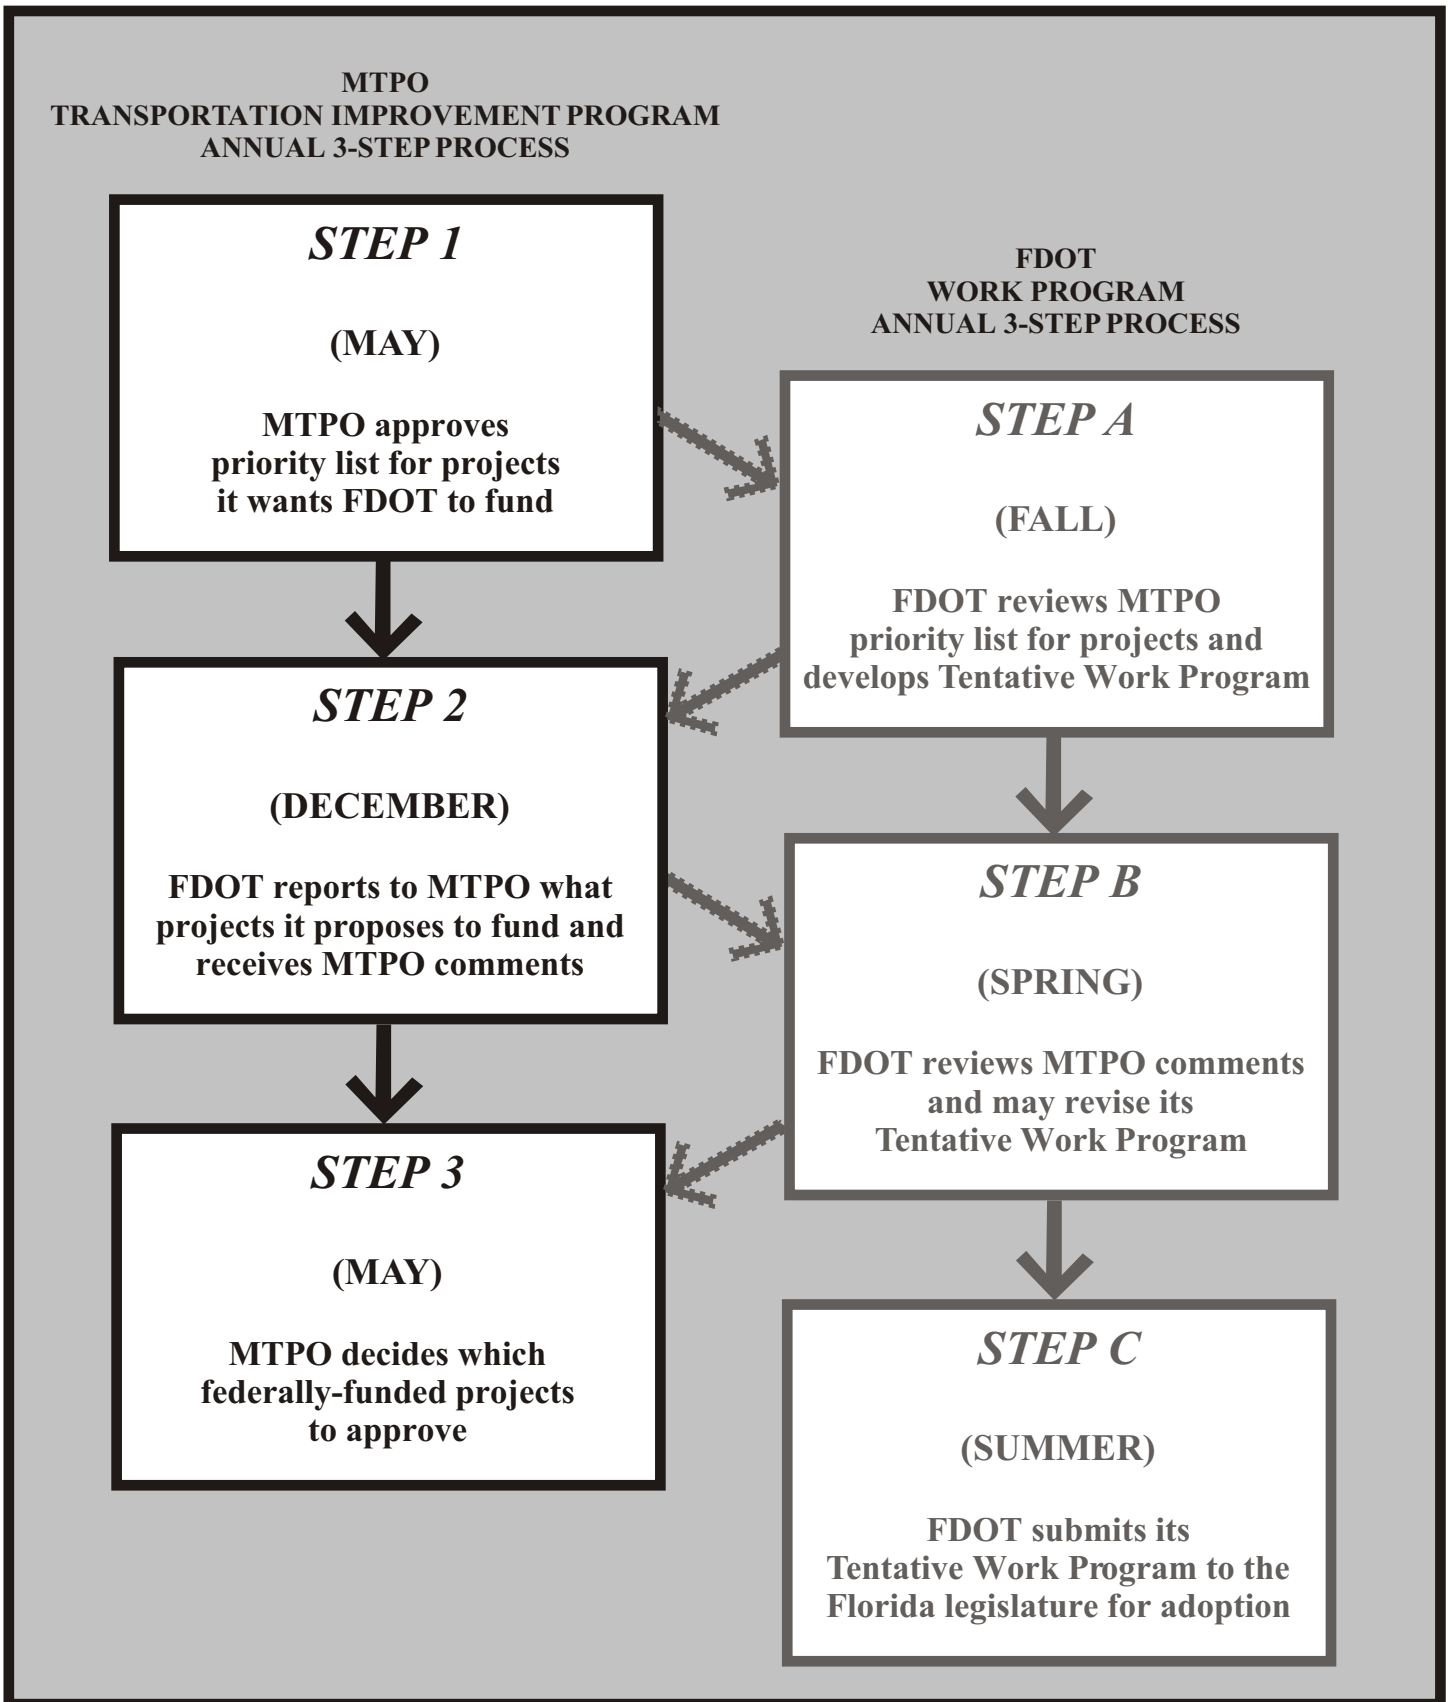 MTPO
TRANSPORTATION IMPROVEMENT PROGRAM
ANNUAL 3-STEP PROCESS
STEP 1
(MAY)
MTPO approves
priority list for projects
it wants FDOT to fund
STEP 2
(DECEMBER)
FDOT reports to MTPO what
projects it proposes to fund and
receives MTPO comments
STEP 3
(MAY)
MTPO decides which
federally-funded projects
to approve
FDOT
WORK PROGRAM
ANNUAL 3-STEP PROCESS
STEP A
(FALL)
FDOT reviews MTPO
priority list for projects and
develops Tentative Work Program
STEP B
(SPRING)
FDOT reviews MTPO comments
and may revise its
Tentative Work Program
STEP C
(SUMMER)
FDOT submits its
Tentative Work Program to the
Florida legislature for adoption